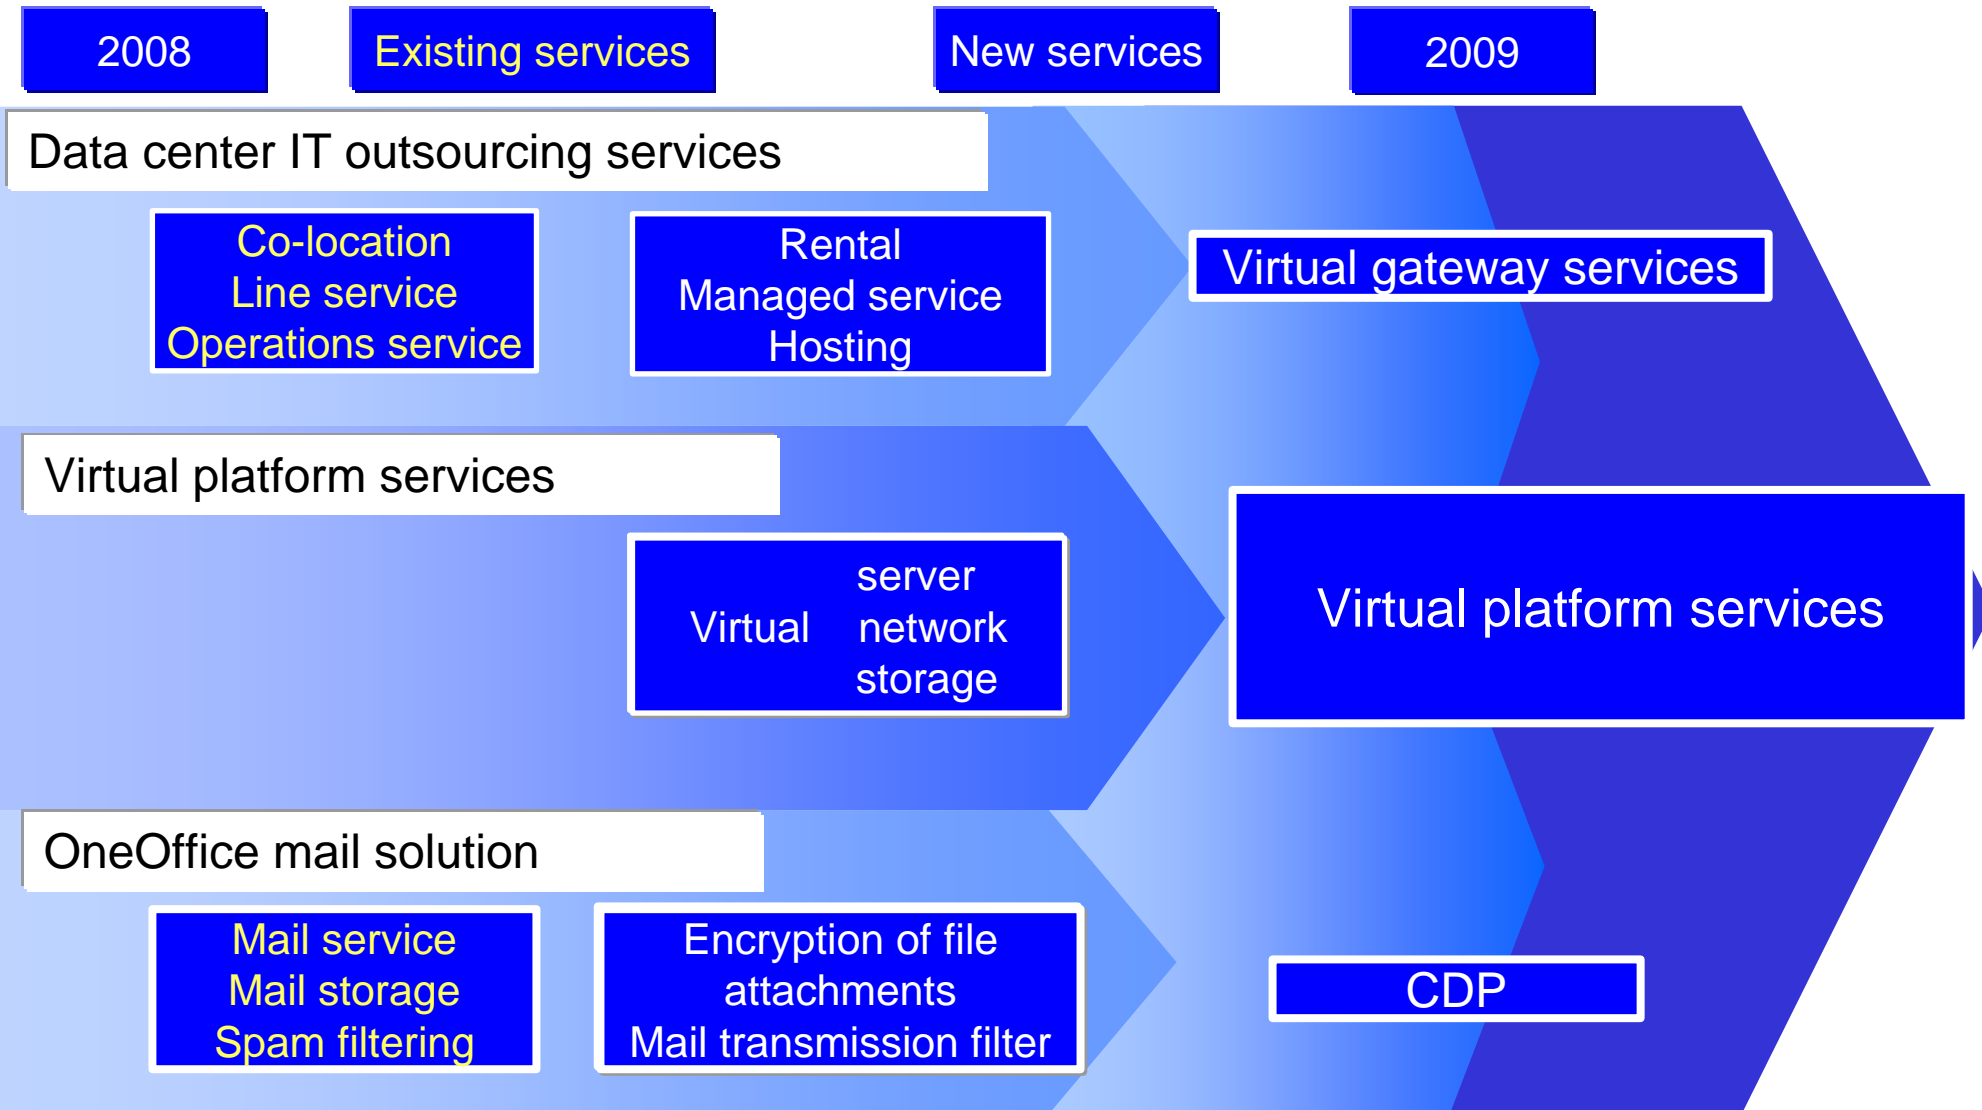 2008
Existing services
New services
2009
Data center IT outsourcing services
Co-location
Line service
Operations service
Rental
Managed service
Hosting
Virtual gateway services
Virtual platform services
server
Virtual network
storage
Virtual platform services
OneOffice mail solution
Mail service
Mail storage
Spam filtering
Encryption of file
attachments
Mail transmission filter
CDP